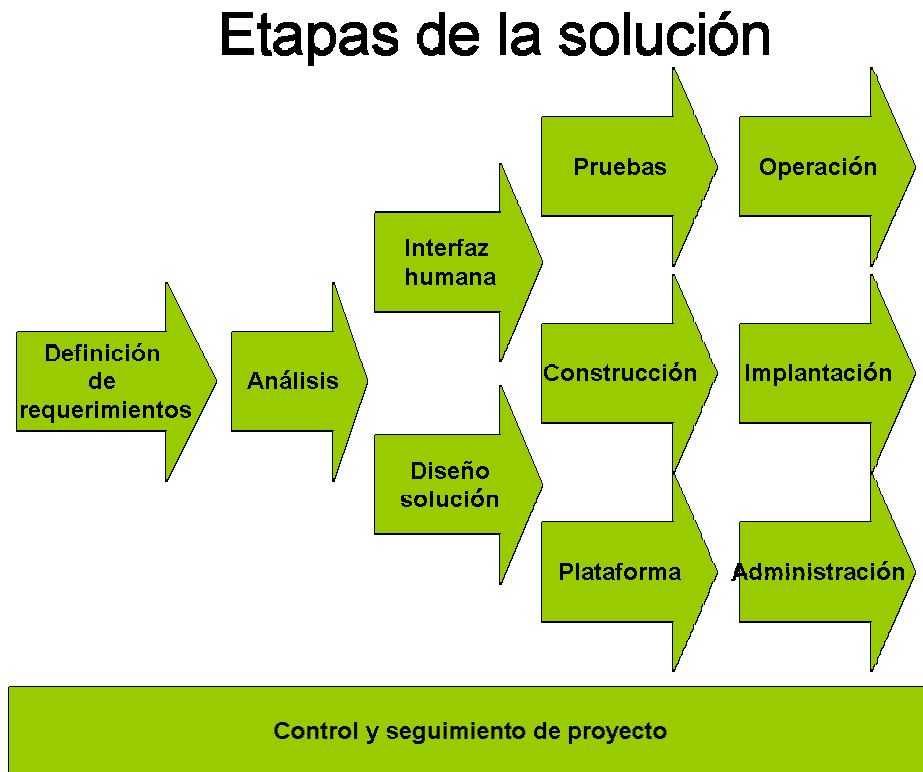 Etapas de la solución
Definición
de
requerimientos
Análisis
Interfaz
humana
Diseño
solución
Pruebas
Construcción
Plataforma
Operación
Implantación
Administración
Control y seguimiento de proyecto